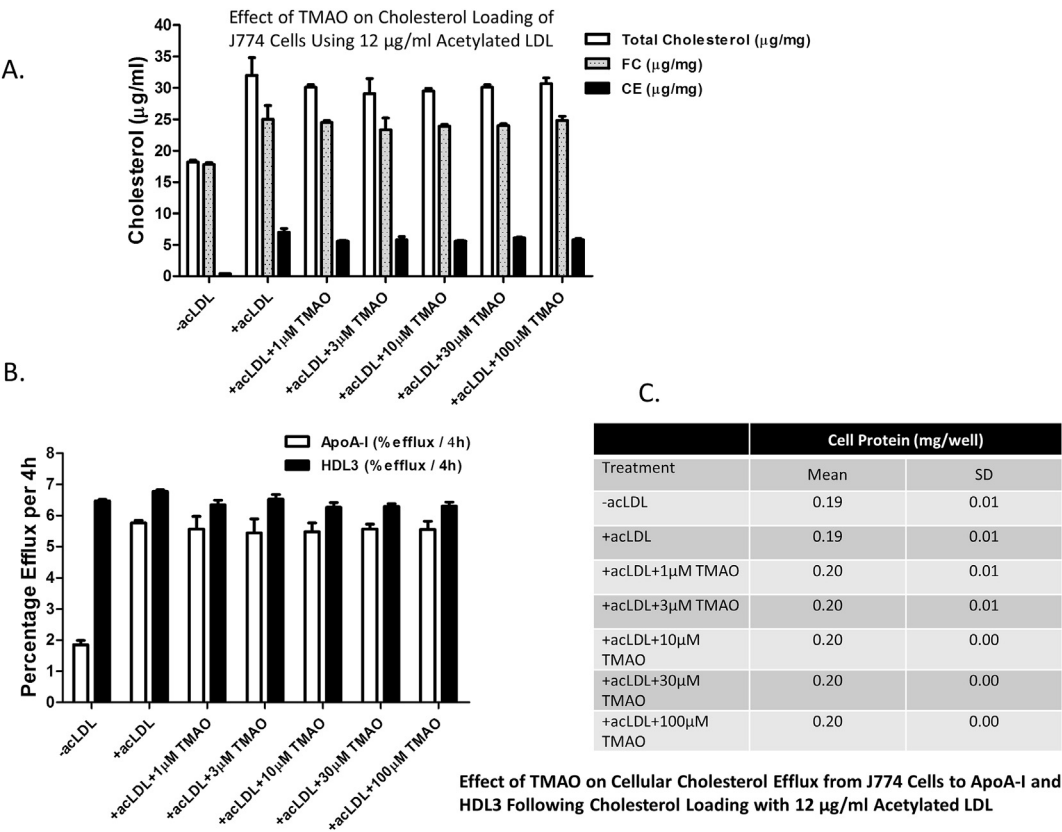 A.
Effect of TMAO on Cholesterol Loading of
J774 Cells Using 12 µg/ml Acetylated LDL
Cholesterol (µg/ml)
40
35
30
25
20
15
10
5
0
Total Cholesterol (µg/mg)
FC (µg/mg)
CE (µg/mg)
-acLDL
+acLDL
+acLDL+1µM TMAO
+acLDL+3µM TMAO
+acLDL+10µM TMAO
+acLDL+30µM TMAO
+acLDL+100µM TMAO
B.
Percentage Efflux per 4h
8
7
6
5
4
3
2
1
0
ApoA-I (%efflux / 4h)
HDL3 (%efflux / 4h)
-acLDL
+acLDL
+acLDL+1µM TMAO
+acLDL+3µM TMAO
+acLDL+10µM TMAO
+acLDL+30µM TMAO
+acLDL+100µM TMAO
C.
Cell Protein (mg/well)
Treatment Mean SD
-acLDL 0.19 0.01
+acLDL 0.19 0.01
+acLDL+1µM TMAO 0.20 0.01
+acLDL+3µM TMAO 0.20 0.01
+acLDL+10µM 0.20 0.00
TMAO
+acLDL+30µM 0.20 0.00
TMAO
+acLDL+100µM 0.20 0.00
TMAO
Effect of TMAO on Cellular Cholesterol Efflux from J774 Cells to ApoA-I and
HDL3 Following Cholesterol Loading with 12 µg/ml Acetylated LDL